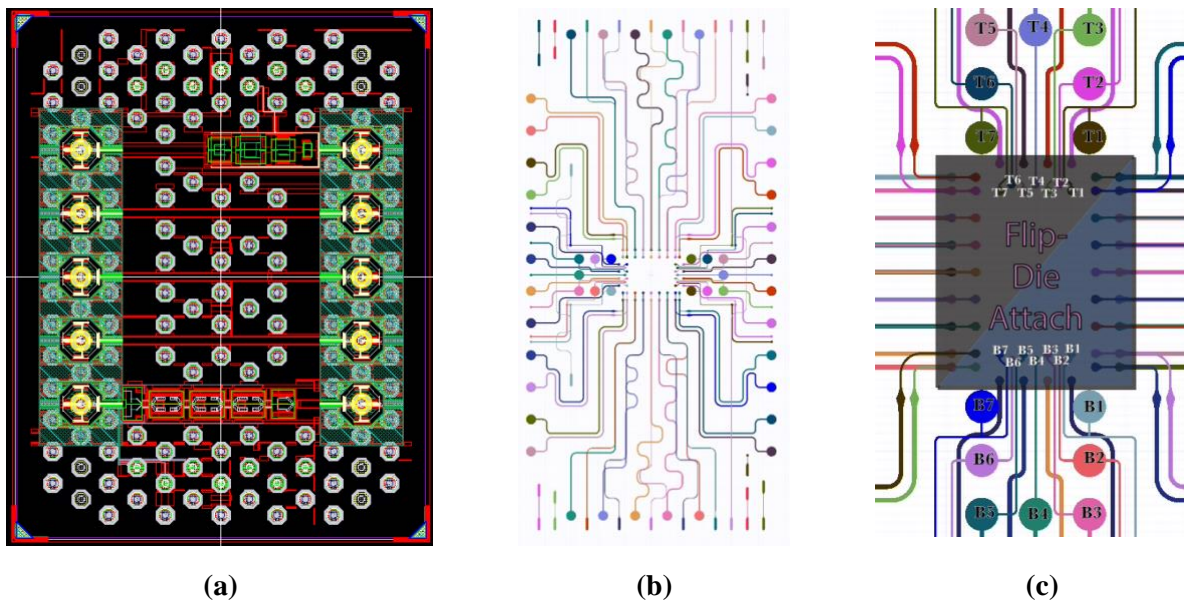 T5 T4 T3
T6 T2
T7 T1
T6 T4 T2
T7 T5 T3 T1
Flip-
Die
Attach
B7 B5 B3 B1
B6 B4 B2
B7 B1
B6 B2
B5 B4 B3
(a) (b) (c)